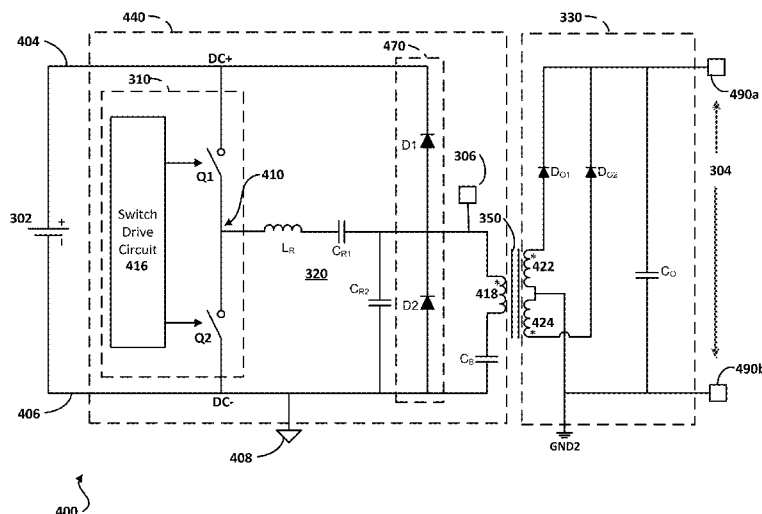 440
330
404
DC+
470
310
490a
D1
306
Q1
410
DO1
DO2
304
302
+
-
Switch
Drive
Circuit
416
350
*
422
LR
CR1
320
*
418
CR2
D2
424
*
CO
Q2
CB
490b
406
DC-
408
GND2
400